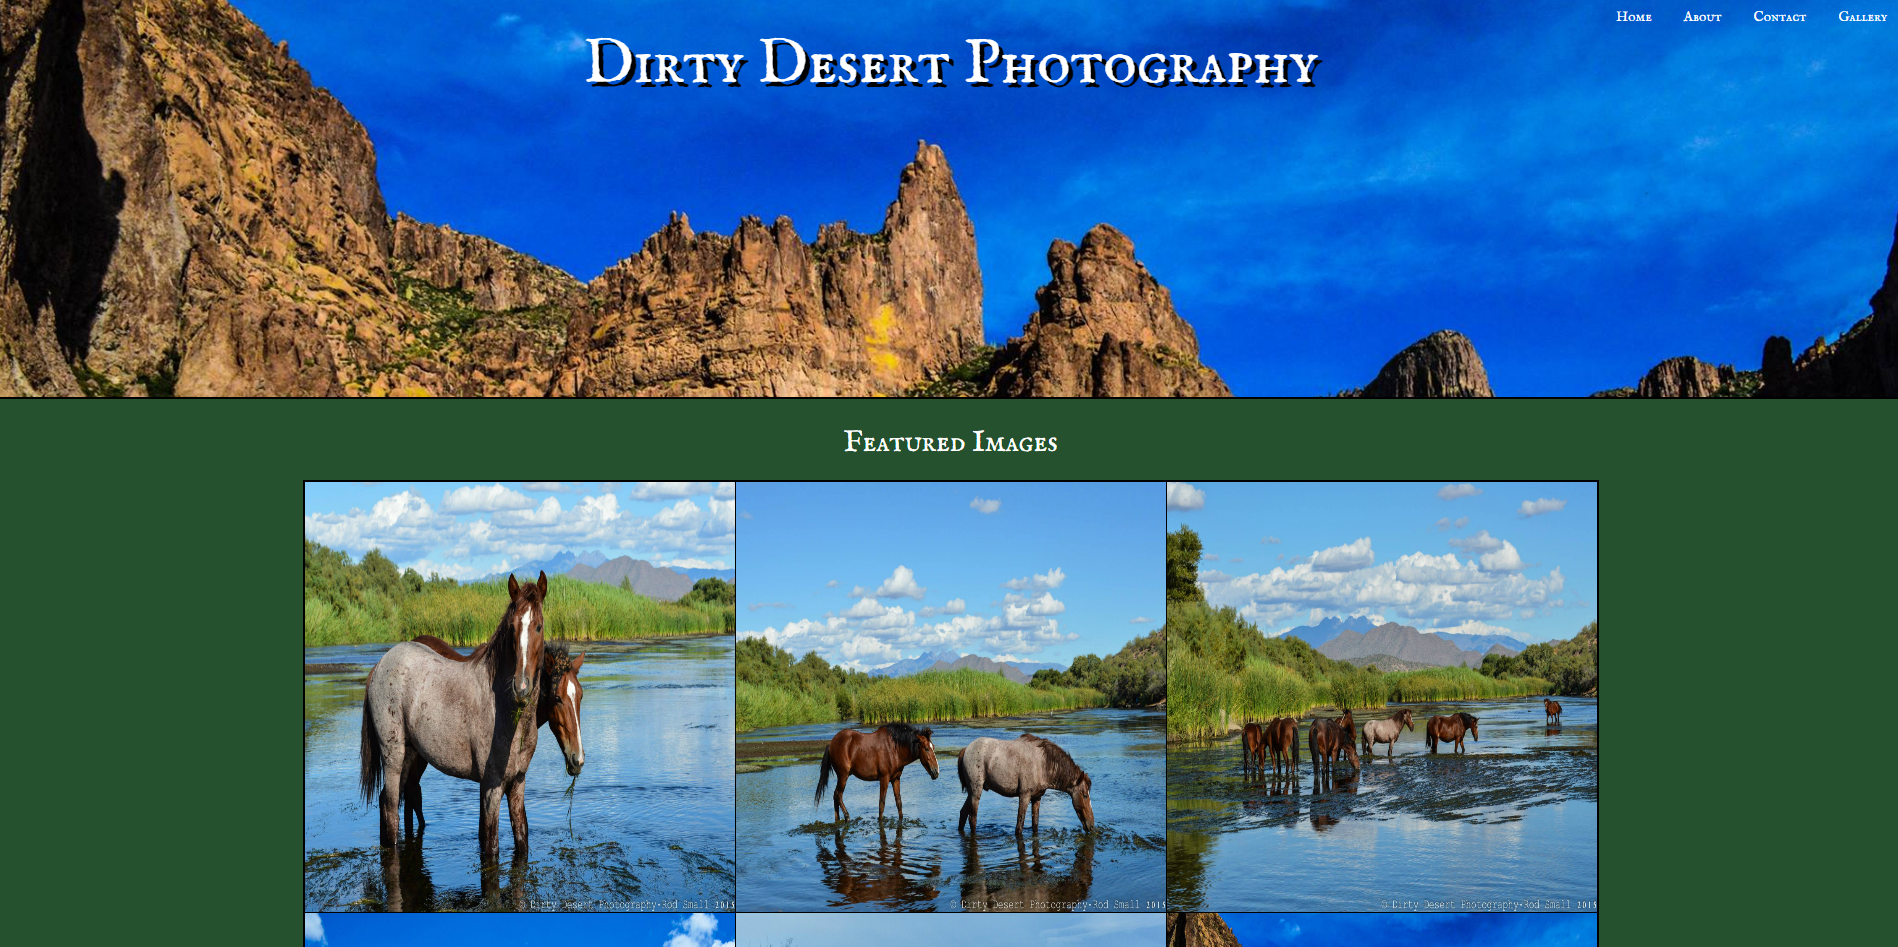 Home About Contact Gallery
Dirty Desert Photography
Featured Images
© Dirty Desert Photography-Rod Small 2015
© Dirty Desert Photography-Rod Small 2015
© Dirty Desert Photography-Rod Small 2015